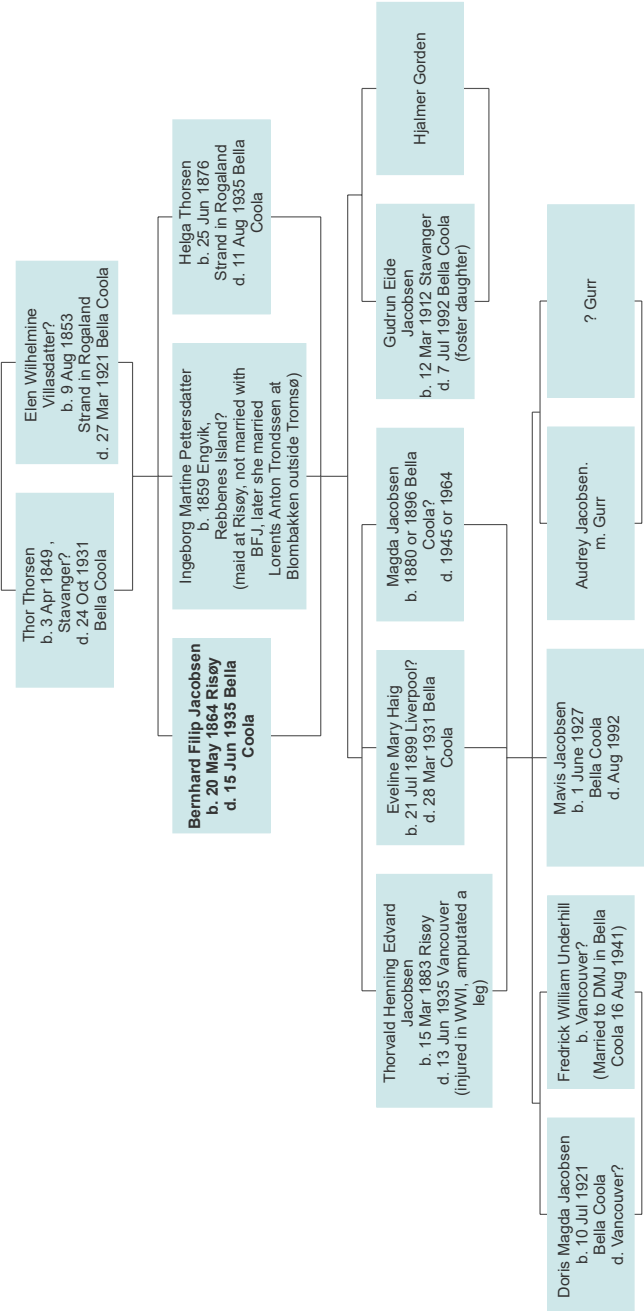 Thor Thorsen
b. 3 Apr 1849 ,
Stavanger?
d. 24 Oct 1931
Bella Coola
Elen Wilhelmine
Villasdatter?
b. 9 Aug 1853
Strand in Rogaland
d. 27 Mar 1921 Bella Coola
Bernhard Filip Jacobsen
b. 20 May 1864 Risøy
d. 15 Jun 1935 Bella
Coola
Ingeborg Martine Pettersdatter
b. 1859 Engvik,
Rebbenes Island?
(maid at Risøy, not married with
BFJ, later she married
Lorents Anton Trondssen at
Blombakken outside Tromsø)
Helga Thorsen
b. 25 Jun 1876
Strand in Rogaland
d. 11 Aug 1935 Bella
Coola
Thorvald Henning Edvard
Jacobsen
b. 15 Mar 1883 Risøy
d. 13 Jun 1935 Vancouver
(injured in WWI, amputated a
leg)
Eveline Mary Haig
b. 21 Jul 1899 Liverpool?
d. 28 Mar 1931 Bella
Coola
Magda Jacobsen
b. 1880 or 1896 Bella
Coola?
d. 1945 or 1964
Gudrun Eide
Jacobsen
b. 12 Mar 1912 Stavanger
d. 7 Jul 1992 Bella Coola
(foster daughter)
Hjalmer Gorden
Doris Magda Jacobsen
b. 10 Jul 1921
Bella Coola
d. Vancouver?
Fredrick William Underhill
b. Vancouver?
(Married to DMJ in Bella
Coola 16 Aug 1941)
Mavis Jacobsen
b. 1 June 1927
Bella Coola
d. Aug 1992
Audrey Jacobsen.
m. Gurr
? Gurr